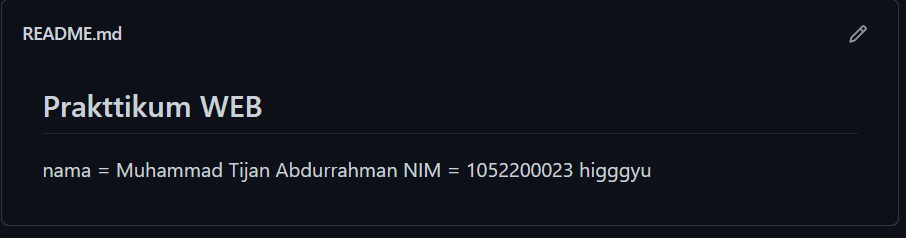 README.md
Prakttikum WEB
nama = Muhammad Tijan Abdurrahman NIM = 1052200023 higggyu